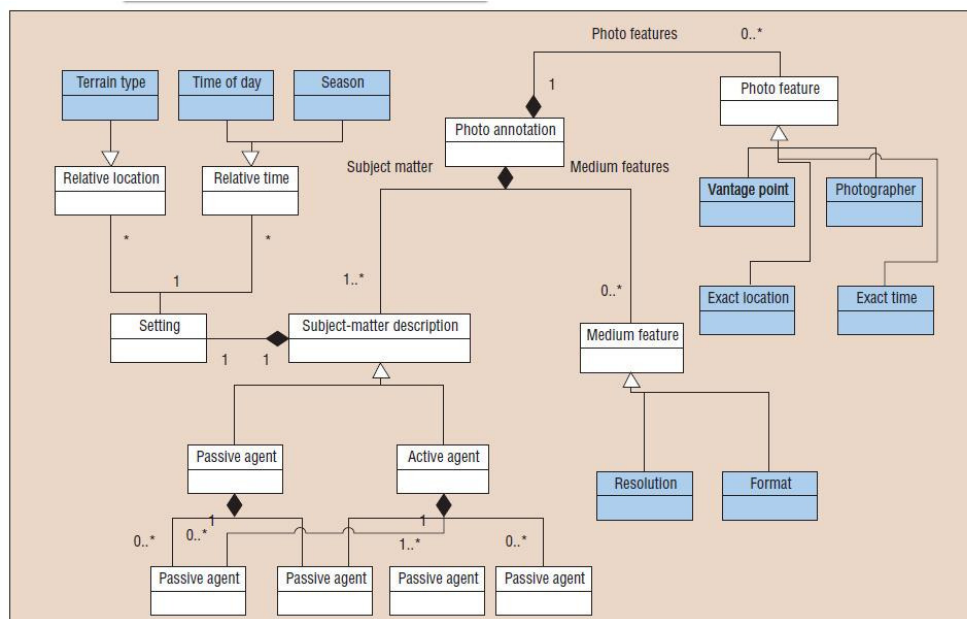 Photo features
0..*
Terrain type
Time of day
Season
Photo feature
1
Photo annotation
Subject matter
Medium features
Relative location
Relative time
Vantage point
Photographer
*
*
1
1..*
0..*
Exact location
Exact time
Setting
Subject-matter description
Medium feature
1
1
Passive agent
Active agent
Resolution
Format
1
1
0..*
0..*
1..*
0..*
Passive agent
Passive agent
Passive agent
Passive agent